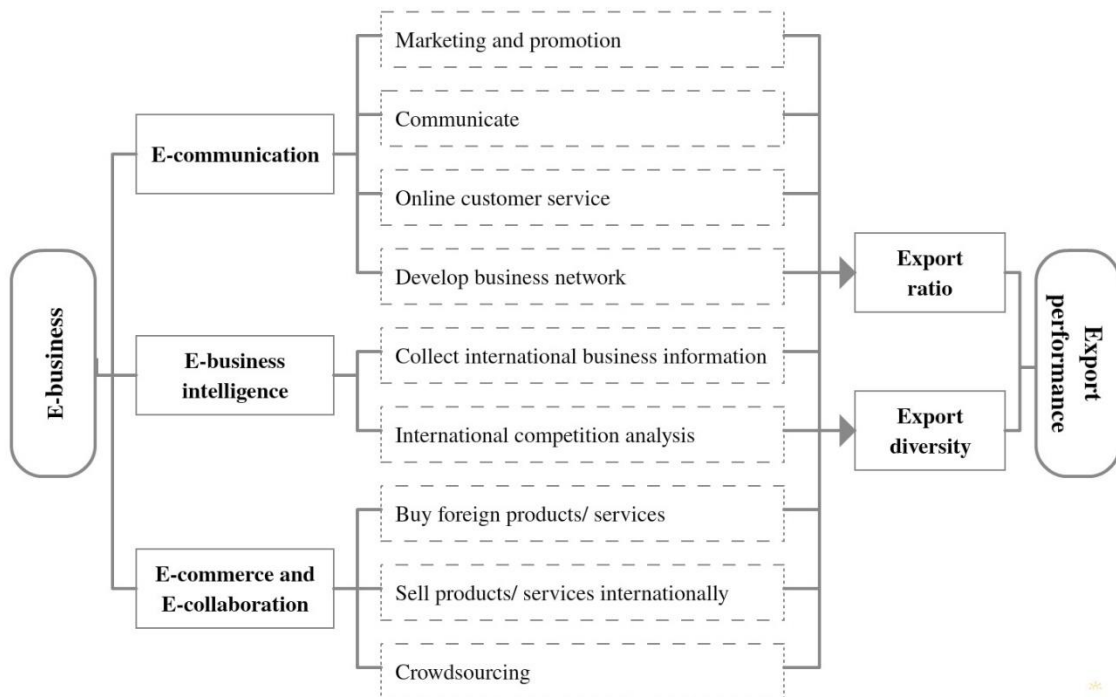 E-business
E-communication
E-business
intelligence
E-commerce and
E-collaboration
Marketing and promotion
Communicate
Online customer service
Develop business network
Collect international business information
International competition analysis
Buy foreign products/ services
Sell products/ services internationally
Crowdsourcing
Export
ratio
Export
diversity
Export
performance